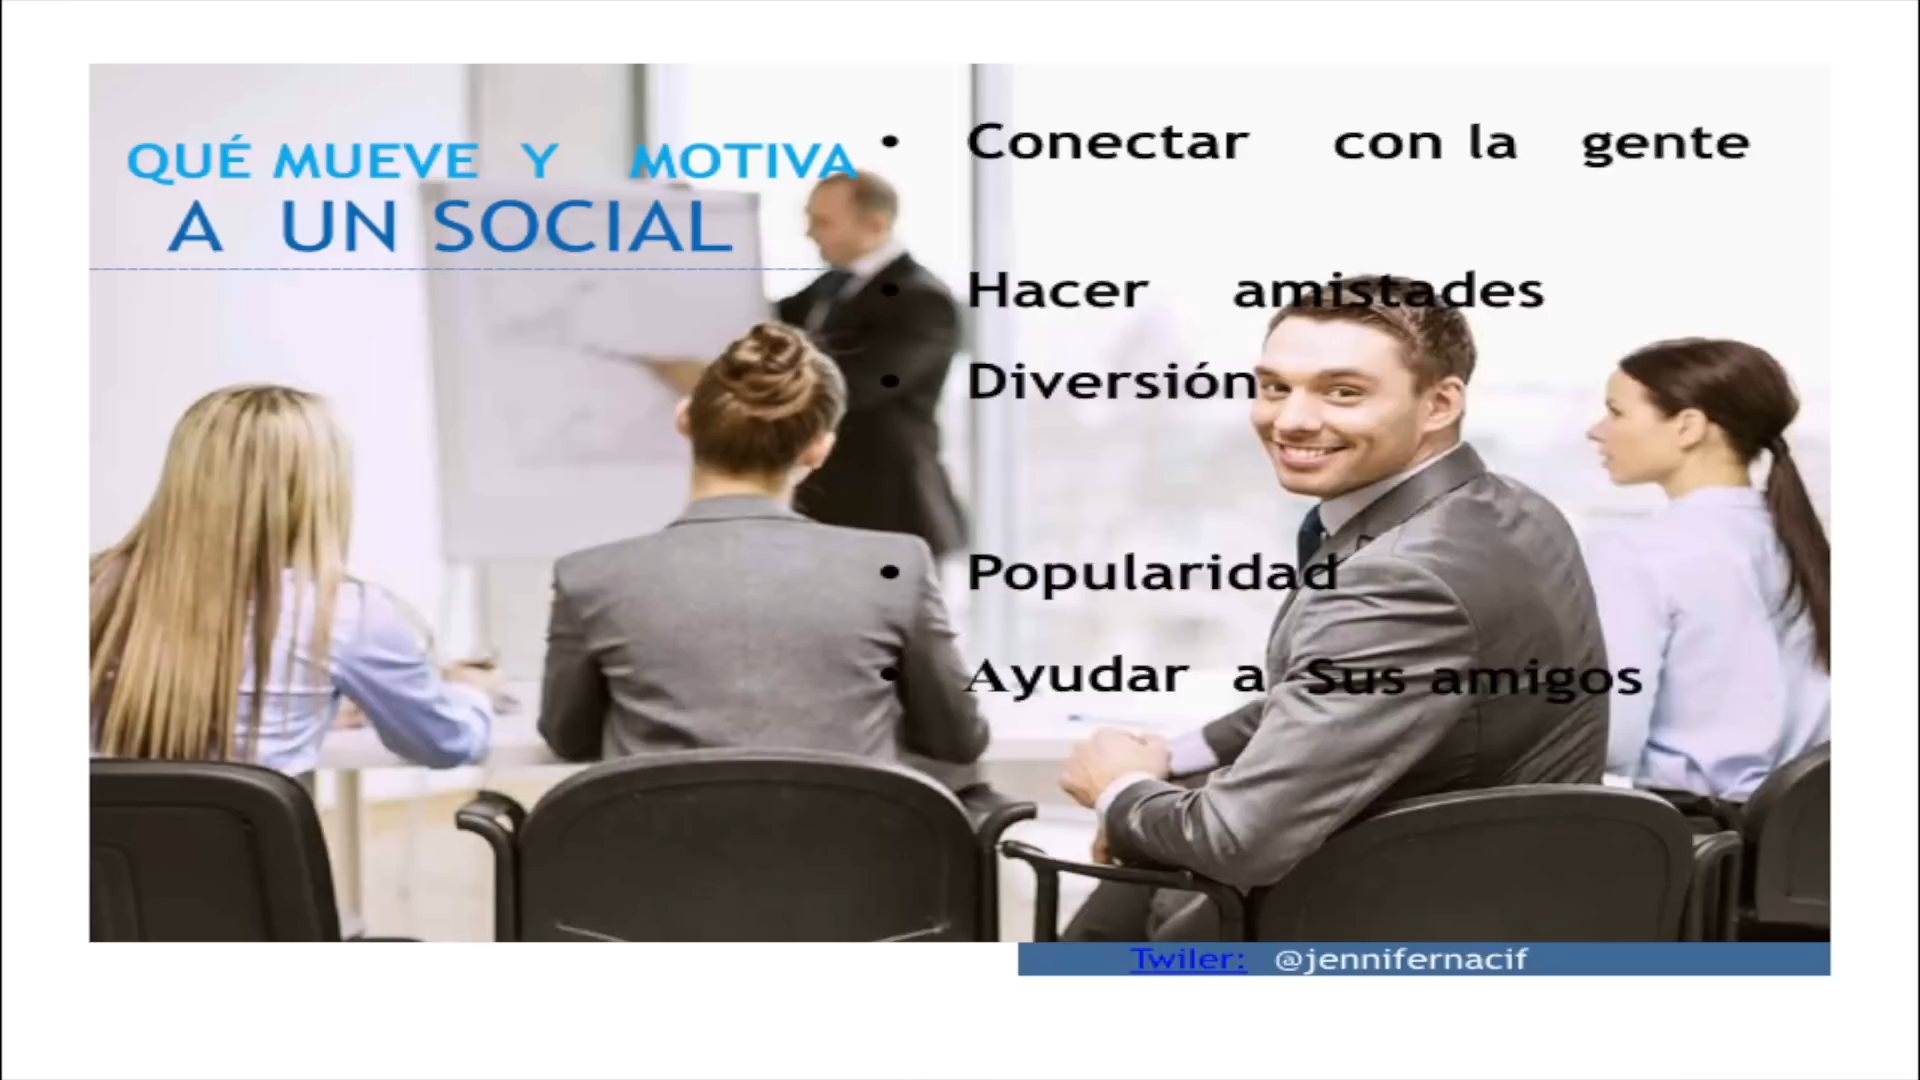 QUÉ MUEVE Y MOTIVA
A UN SOCIAL
• Conectar con la gente
• Hacer amistades
• Diversión
• Popularidad
• Ayudar a Sus amigos
Twiler: @jennifernacif